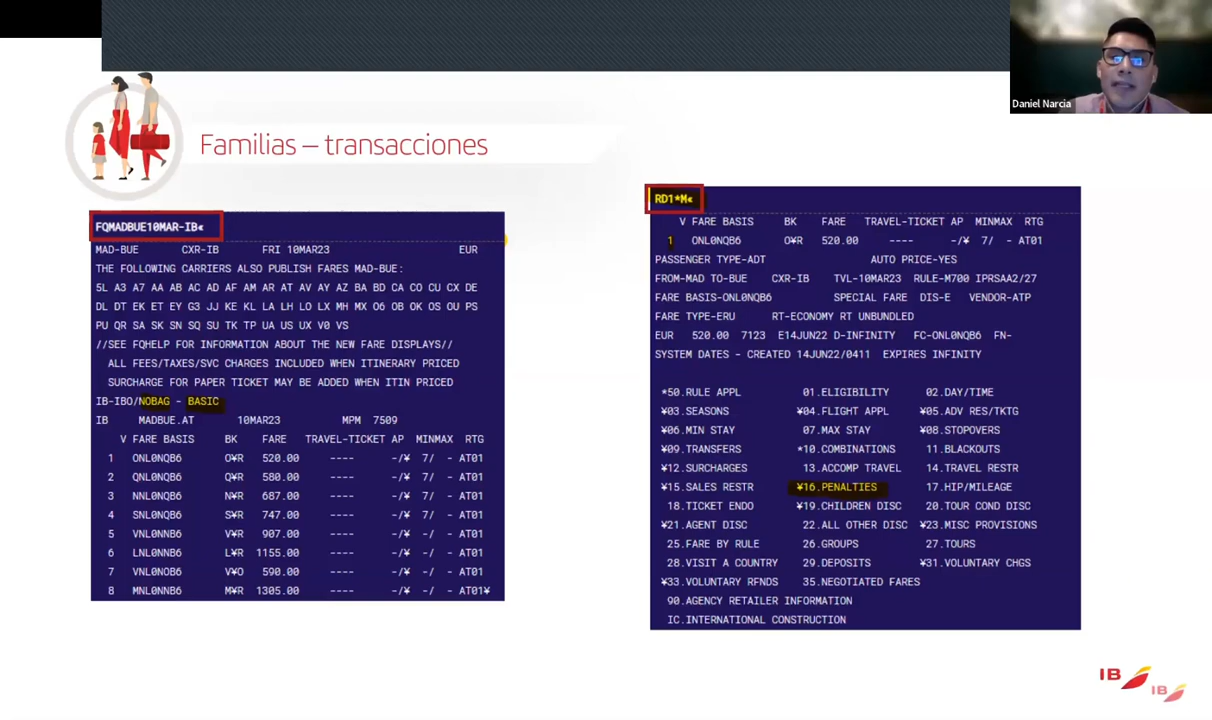 Daniel Narcia
Familias – transacciones
FQMADBUE10MAR-IB«
MAD-BUE CXR-IB FRI 10MAR23 EUR
THE FOLLOWING CARRIERS ALSO PUBLISH FARES MAD-BUE:
5L A3 A7 AA AB AC AD AF AM AR AT AV AY AZ BA BD CA CO CU CX DE
DL DT EK ET EY G3 JJ KE KL LA LH LO LX MH MX O6 OB OK OS OU PS
PU QR SA SK SN SQ SU TK TP UA US UX V0 VS
//SEE FQHELP FOR INFORMATION ABOUT THE NEW FARE DISPLAYS//
ALL FEES/TAXES/SVC CHARGES INCLUDED WHEN ITINERARY PRICED
SURCHARGE FOR PAPER TICKET MAY BE ADDED WHEN ITIN PRICED
IB-IBO/NOBAG - BASIC
IB MADBUE.AT 10MAR23 MPM 7509
V FARE BASIS BK FARE TRAVEL-TICKET AP MINMAX RTG
1 ONL0NQB6 O¥R 520.00 ---- -/¥ 7/ - AT01
2 QNL0NQB6 Q¥R 580.00 ---- -/¥ 7/ - AT01
3 NNL0NQB6 N¥R 687.00 ---- -/¥ 7/ - AT01
4 SNL0NQB6 S¥R 747.00 ---- -/¥ 7/ - AT01
5 VNL0NNB6 V¥R 907.00 ---- -/¥ -/ - AT01
6 LNL0NNB6 L¥R 1155.00 ---- -/¥ -/ - AT01
7 VNL0NOB6 V¥O 590.00 ---- -/¥ -/ - AT01
8 MNL0NNB6 M¥R 1305.00 ---- -/¥ -/ - AT01¥
RD1*M«
V FARE BASIS BK FARE TRAVEL-TICKET AP MINMAX RTG
1 ONL0NQB6 O¥R 520.00 ---- -/¥ 7/ - AT01
PASSENGER TYPE-ADT AUTO PRICE-YES
FROM-MAD TO-BUE CXR-IB TVL-10MAR23 RULE-M700 IPRSAA2/27
FARE BASIS-ONL0NQB6 SPECIAL FARE DIS-E VENDOR-ATP
FARE TYPE-ERU RT-ECONOMY RT UNBUNDLED
EUR 520.00 7123 E14JUN22 D-INFINITY FC-ONL0NQB6 FN-
SYSTEM DATES - CREATED 14JUN22/0411 EXPIRES INFINITY
*50.RULE APPL 01.ELIGIBILITY 02.DAY/TIME
¥03.SEASONS ¥04.FLIGHT APPL ¥05.ADV RES/TKTG
¥06.MIN STAY 07.MAX STAY ¥08.STOPOVERS
¥09.TRANSFERS *10.COMBINATIONS 11.BLACKOUTS
¥12.SURCHARGES 13.ACCOMP TRAVEL 14.TRAVEL RESTR
¥15.SALES RESTR ¥16.PENALTIES 17.HIP/MILEAGE
18.TICKET ENDO ¥19.CHILDREN DISC 20.TOUR COND DISC
¥21.AGENT DISC 22.ALL OTHER DISC ¥23.MISC PROVISIONS
25.FARE BY RULE 26.GROUPS 27.TOURS
28.VISIT A COUNTRY 29.DEPOSITS ¥31.VOLUNTARY CHGS
¥33.VOLUNTARY RFNDS 35.NEGOTIATED FARES
90.AGENCY RETAILER INFORMATION
IC.INTERNATIONAL CONSTRUCTION
IB
IB